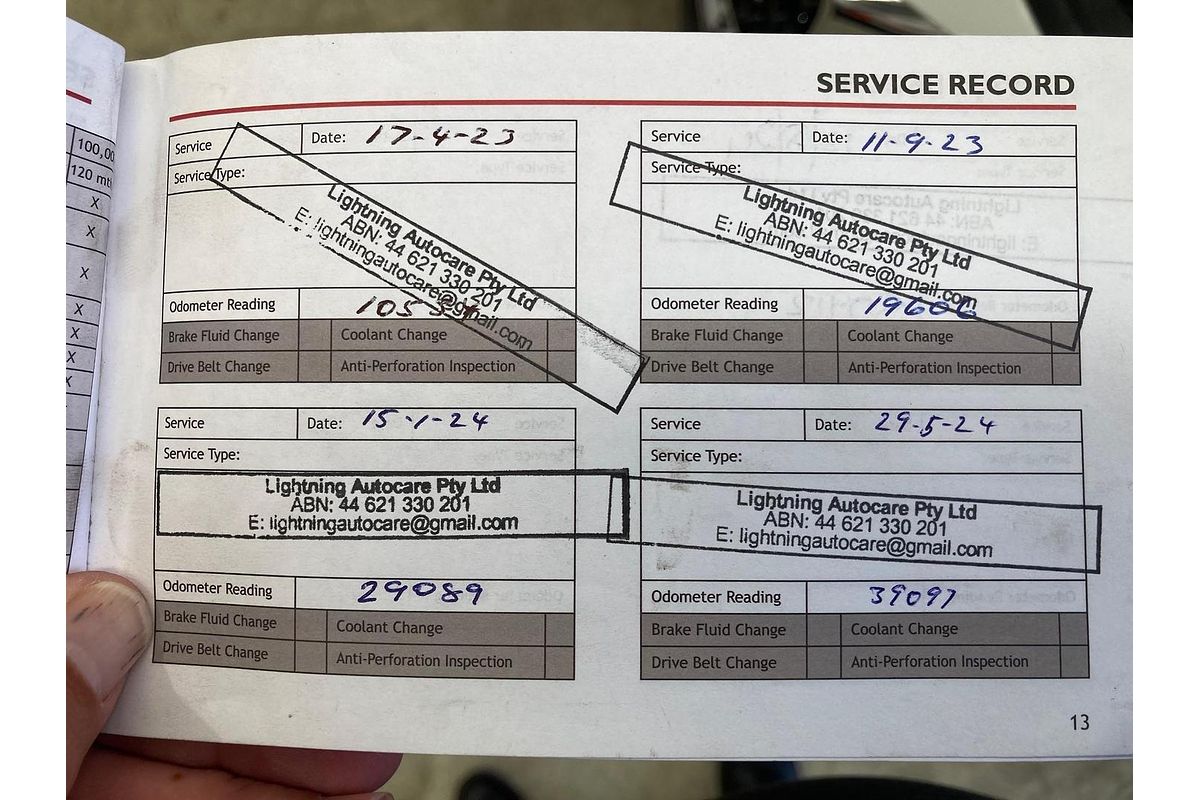 SERVICE RECORD
100,00
120 mt
X
X
X
X
X
X
Service Date: 17-4-23
Service Type:
Lightning Autocare Pty Ltd
ABN: 44 621 330 201
E: lightningautocare@gmail.com
Odometer Reading
Brake Fluid Change Coolant Change
Drive Belt Change Anti-Perforation Inspection
Service Date: 11-9-23
Service Type:
Lightning Autocare Pty Ltd
ABN: 44 621 330 201
E: lightningautocare@gmail.com
Odometer Reading 19606
Brake Fluid Change Coolant Change
Drive Belt Change Anti-Perforation Inspection
Service Date: 15-1-24
Service Type:
Lightning Autocare Pty Ltd
ABN: 44 621 330 201
E: lightningautocare@gmail.com
Odometer Reading 29089
Brake Fluid Change Coolant Change
Drive Belt Change Anti-Perforation Inspection
Service Date: 29-5-24
Service Type:
Lightning Autocare Pty Ltd
ABN: 44 621 330 201
E: lightningautocare@gmail.com
Odometer Reading 39097
Brake Fluid Change Coolant Change
Drive Belt Change Anti-Perforation Inspection
13